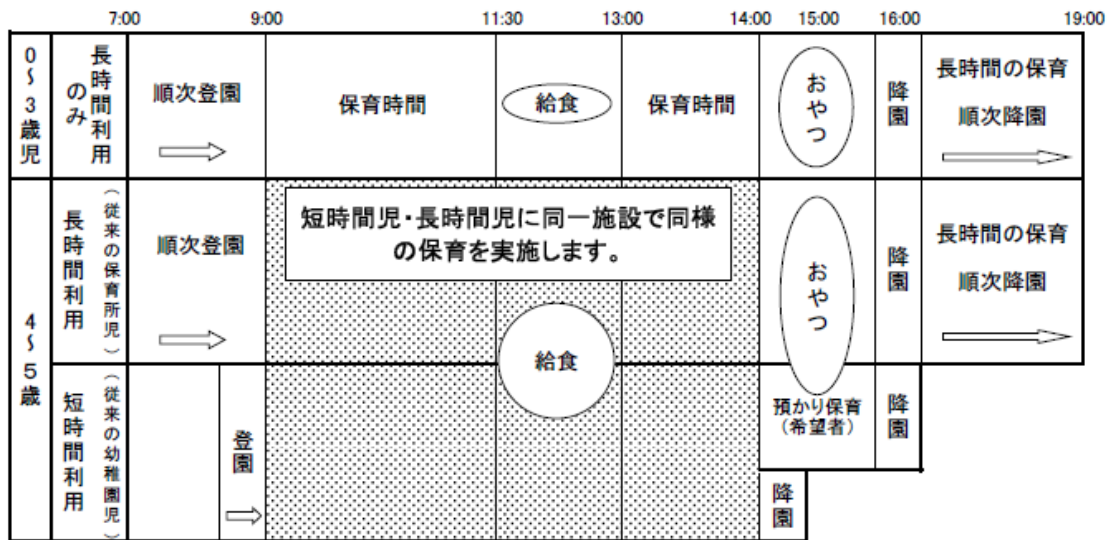 7:00 9:00 11:30 13:00 14:00 15:00 16:00 19:00
0～3歳児
長時間利用のみ
順次登園
保育時間
給食
保育時間
おやつ
降園
長時間の保育
順次降園
4～5歳
長時間利用
（従来の保育所児）
順次登園
短時間児・長時間児に同一施設で同様
の保育を実施します。
給食
おやつ
降園
長時間の保育
順次降園
短時間利用
（従来の幼稚園児）
登園
預かり保育
（希望者）
降園
降園